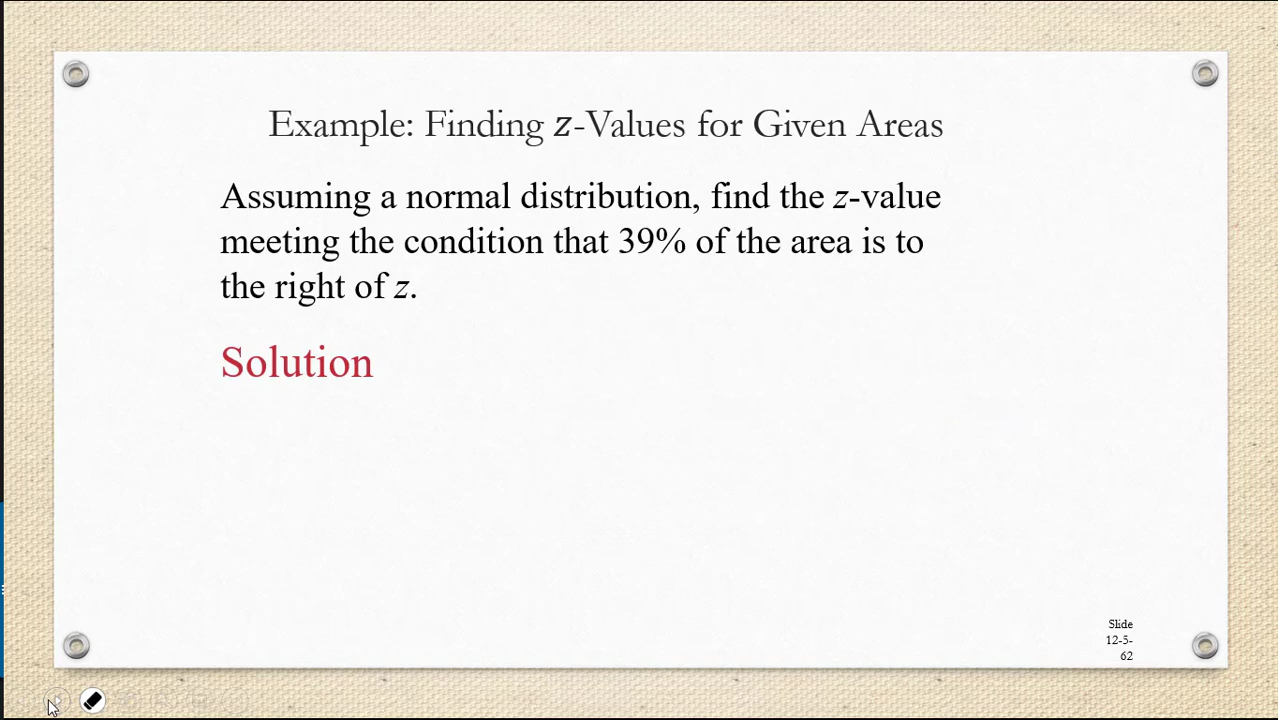 Example: Finding z-Values for Given Areas
Assuming a normal distribution, find the z-value
meeting the condition that 39% of the area is to
the right of z.
Solution
Slide
12-5-
62